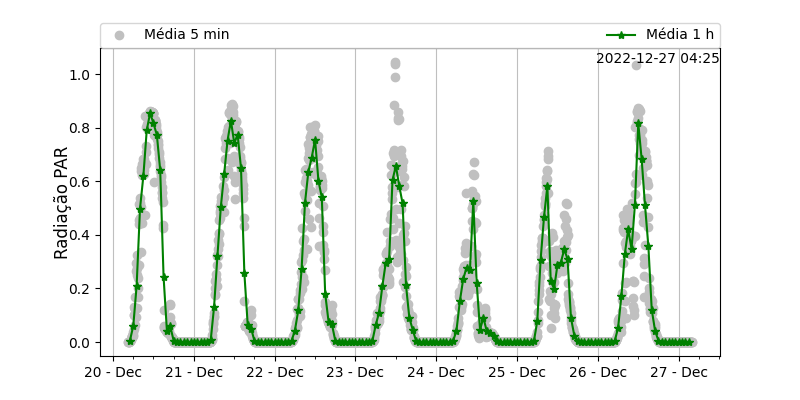 Média 5 min
Média 1 h
2022-12-27 04:25
Radiação PAR
1.0
0.8
0.6
0.4
0.2
0.0
20 - Dec
21 - Dec
22 - Dec
23 - Dec
24 - Dec
25 - Dec
26 - Dec
27 - Dec